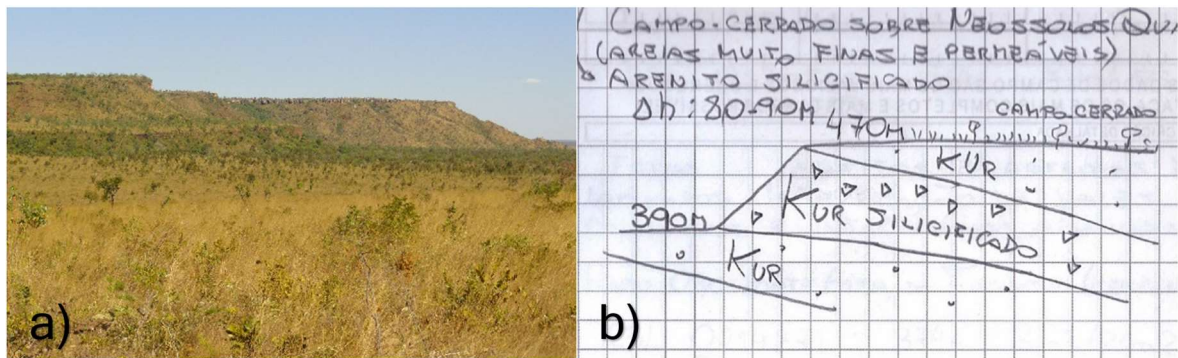 a)
CAMPO-CERRADO SOBRE NEOSSOLOS (QU
(AREIAS MUITO FINAS E PERMEÁVEIS)
ARENITO SILICIFICADO
Δh: 80-90M
470M
CAMPO CERRADO
KUR
KUR SILICIFICADO
390M
KUR
b)